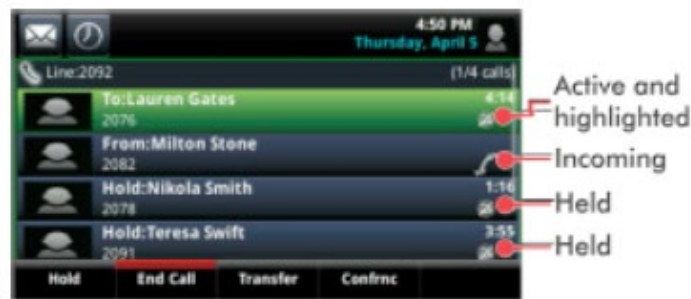 4:50 PM
Thursday, April 5
Line:2092 (1/4 calls)
To:Lauren Gates 4:14
2076
Active and
highlighted
From:Milton Stone
2082
Incoming
Hold:Nikola Smith 1:16
2078
Held
Hold:Teresa Swift 3:55
2091
Held
Hold End Call Transfer Confrnc